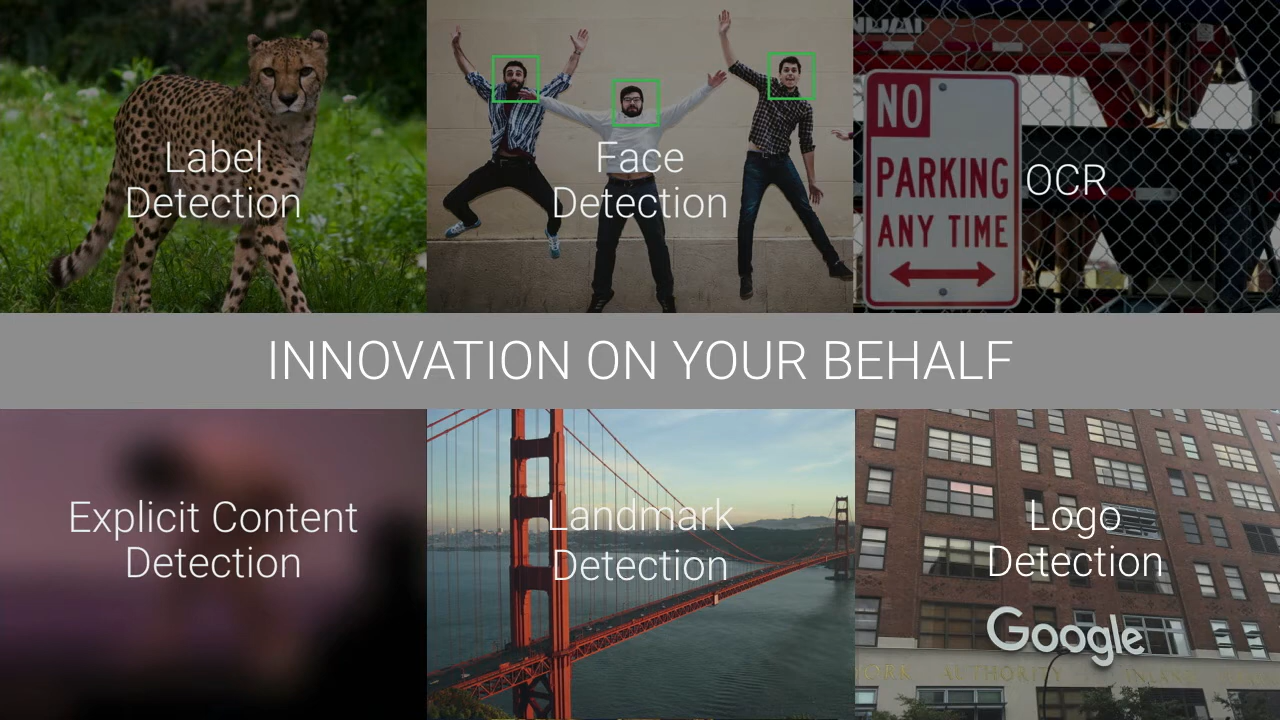 Label
Detection
Face
Detection
NO
PARKING
ANY TIME
OCR
INNOVATION ON YOUR BEHALF
Explicit Content
Detection
Landmark
Detection
Logo
Detection
Google
AUTHORITY